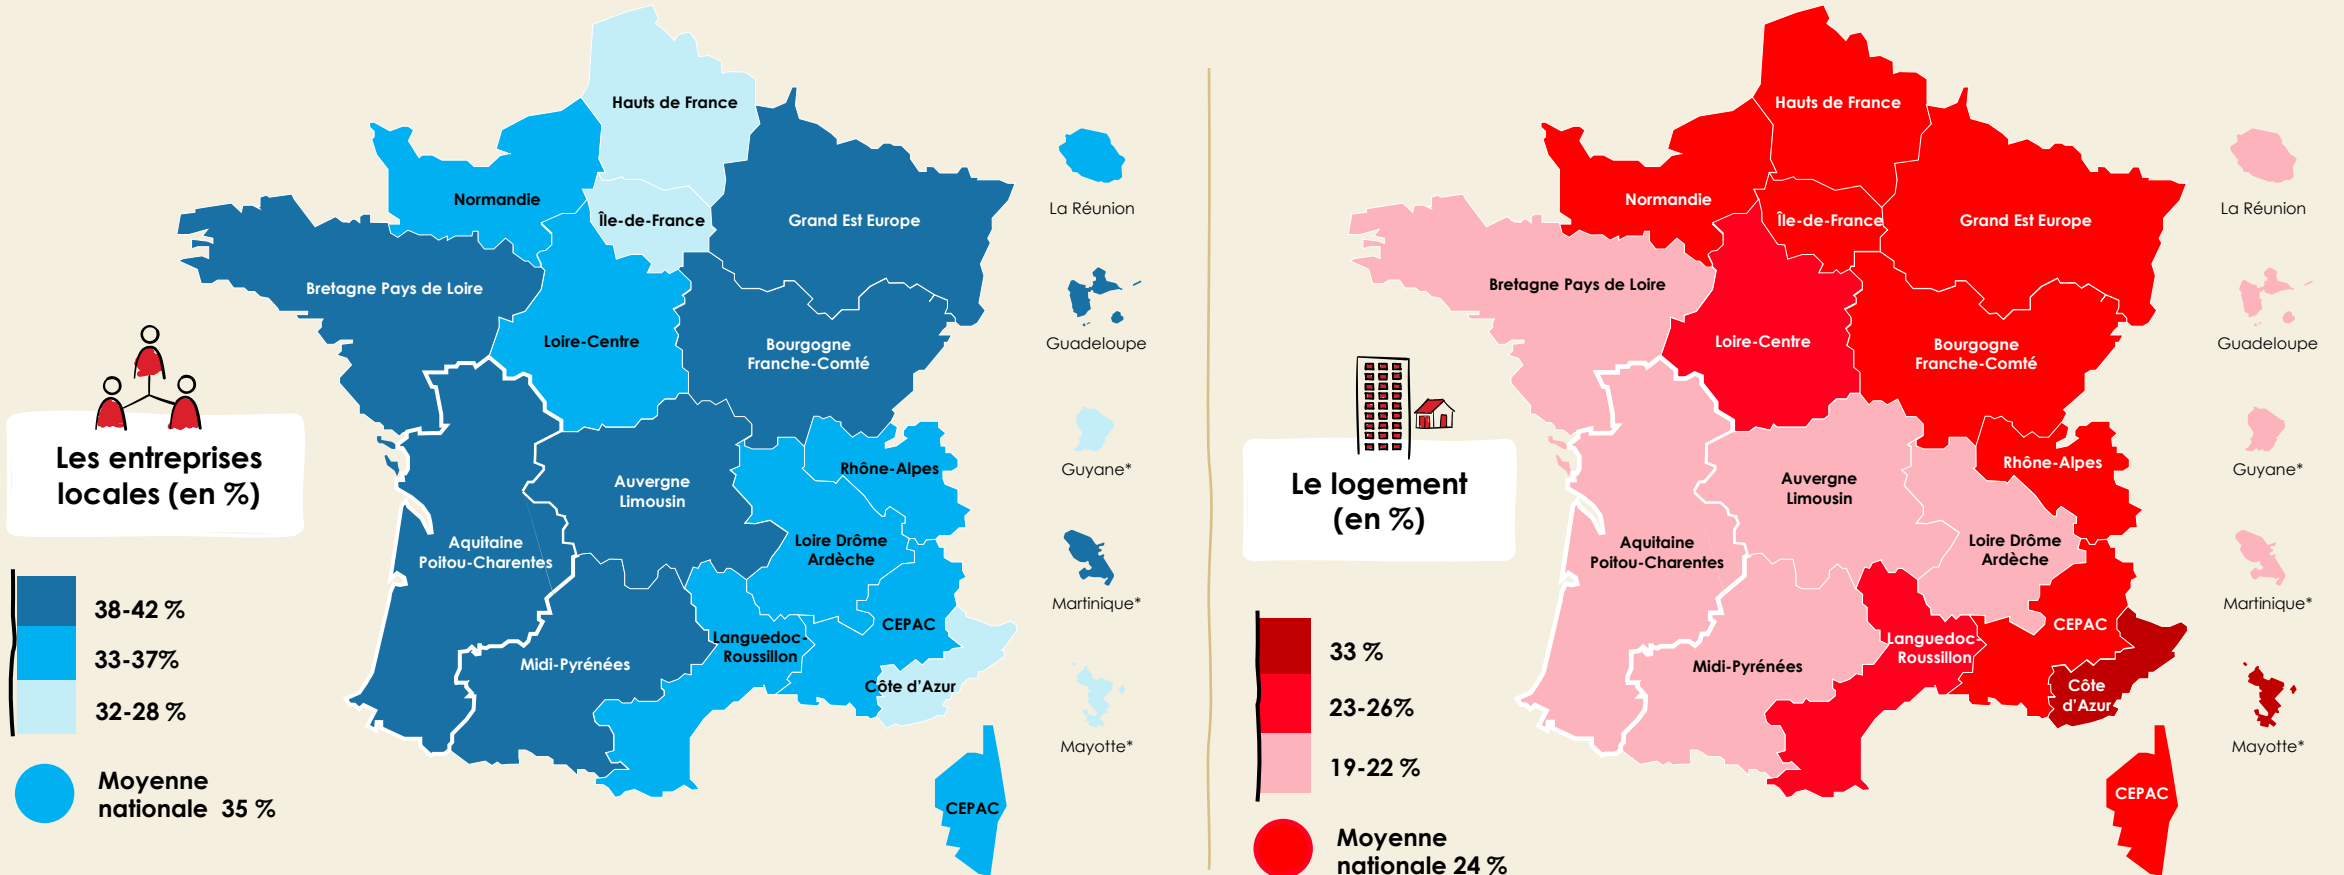 Hauts de France
Normandie
Île-de-France
Grand Est Europe
Bretagne Pays de Loire
Loire-Centre
Bourgogne
Franche-Comté
Auvergne
Limousin
Rhône-Alpes
Aquitaine
Poitou-Charentes
Loire Drôme
Ardèche
CEPAC
Languedoc-
Roussillon
Midi-Pyrénées
Côte d'Azur
CEPAC
La Réunion
Guadeloupe
Guyane*
Martinique*
Mayotte*
Les entreprises
locales (en %)
38-42 %
33-37%
32-28 %
Moyenne
nationale 35 %
Hauts de France
Normandie
Île-de-France
Grand Est Europe
Bretagne Pays de Loire
Loire-Centre
Bourgogne
Franche-Comté
Auvergne
Limousin
Rhône-Alpes
Aquitaine
Poitou-Charentes
Loire Drôme
Ardèche
CEPAC
Languedoc-
Roussillon
Midi-Pyrénées
Côte
d'Azur
CEPAC
La Réunion
Guadeloupe
Guyane*
Martinique*
Mayotte*
Le logement
(en %)
33 %
23-26%
19-22 %
Moyenne
nationale 24 %